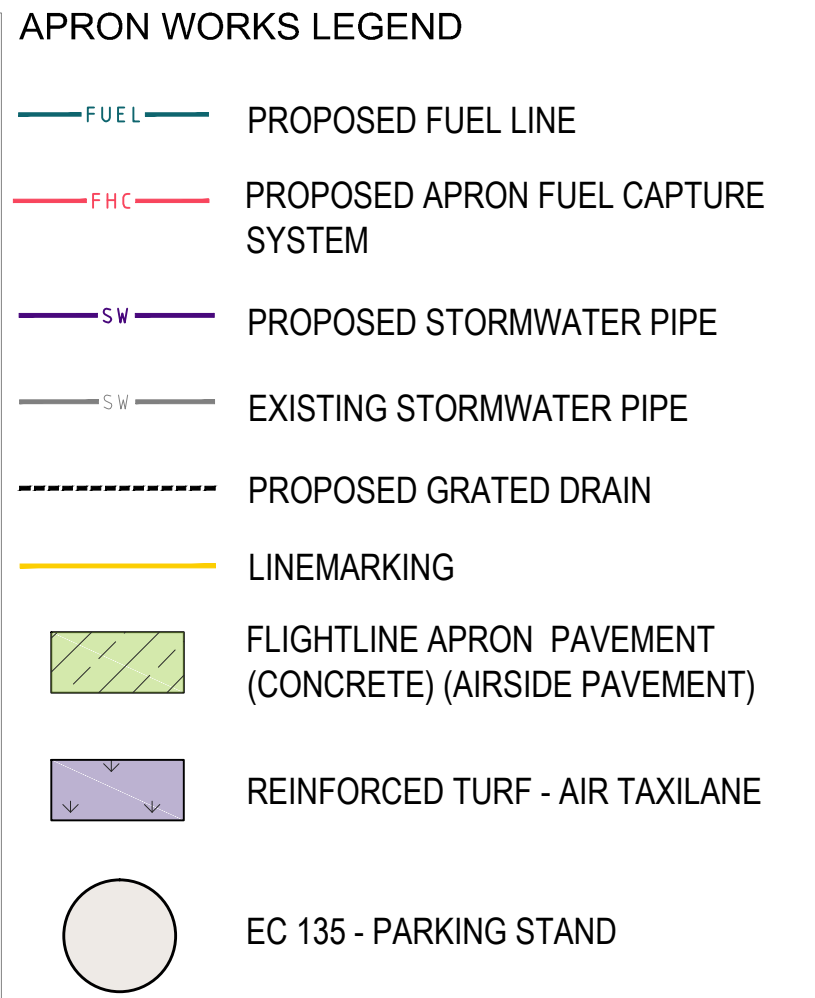 APRON WORKS LEGEND
FUEL PROPOSED FUEL LINE
FHC PROPOSED APRON FUEL CAPTURE
SYSTEM
SW PROPOSED STORMWATER PIPE
SW EXISTING STORMWATER PIPE
PROPOSED GRATED DRAIN
LINEMARKING
FLIGHTLINE APRON PAVEMENT
(CONCRETE) (AIRSIDE PAVEMENT)
REINFORCED TURF - AIR TAXILANE
EC 135 - PARKING STAND